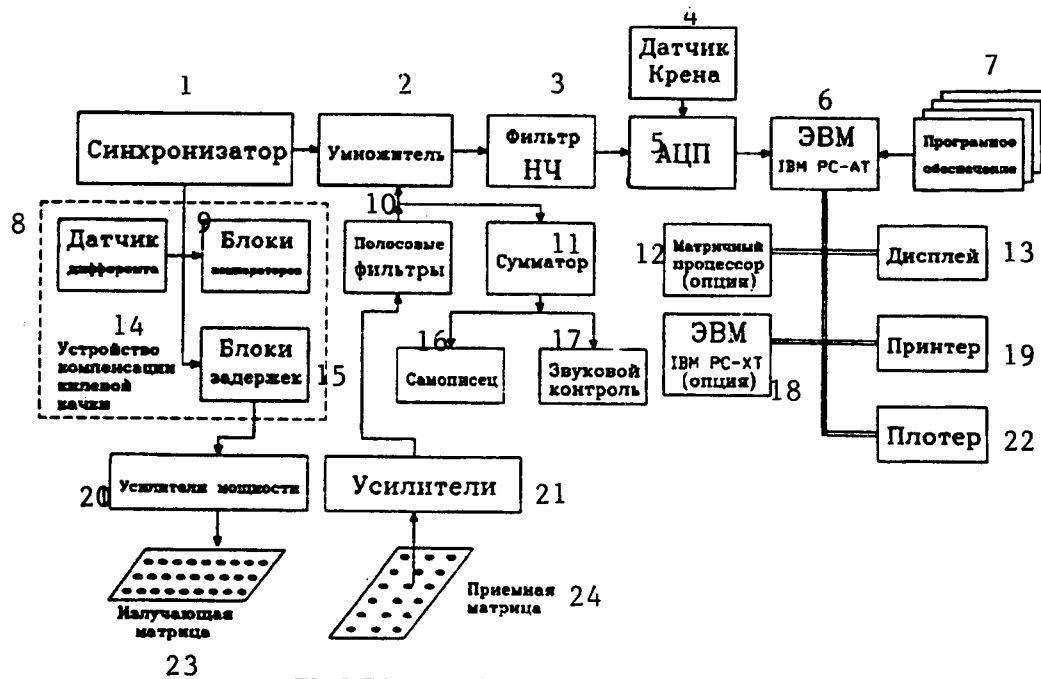 4
Датчик
Крена
1
2
3
6
7
Синхронизатор
Умножитель
Фильтр
НЧ
5 АЦП
ЭВМ
IBM PC-AT
Програмное
обеспечение
8
Датчик
дифферента
9
Блоки
компараторов
10
Полосовые
фильтры
11
Сумматор
12
Матричный
процессор
(опция)
Дисплей
13
14
Устройство
компенсации
килевой
качки
Блоки
задержек
15
16
Самописец
17
Звуковой
контроль
ЭВМ
IBM PC-XT
(опция)
18
Принтер
19
Плотер
22
20
Усилители мощности
Усилители
21
Излучающая
матрица
23
Приемная
матрица
24